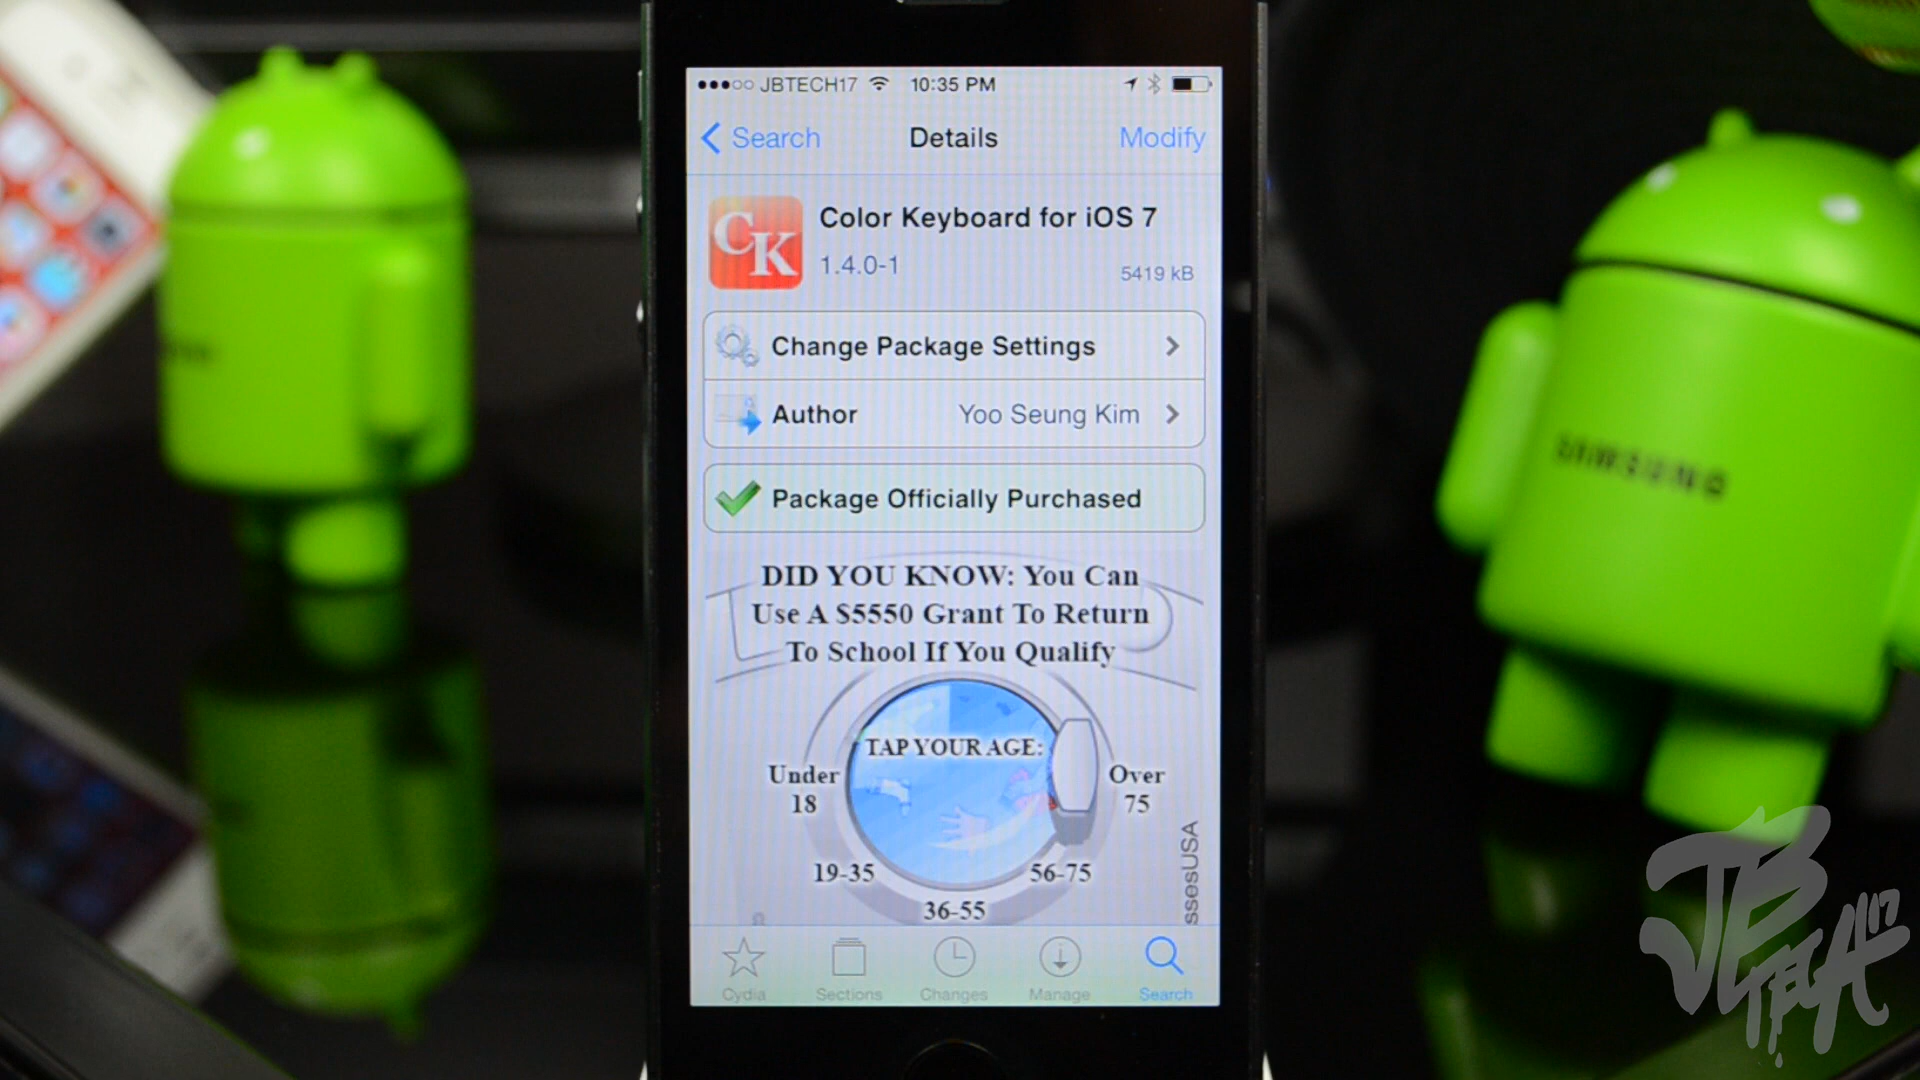 JBTECH17 10:35 PM
Search Details Modify
CK
Color Keyboard for iOS 7
1.4.0-1 5419 kB
Change Package Settings
Author Yoo Seung Kim
Package Officially Purchased
DID YOU KNOW: You Can
Use A $5550 Grant To Return
To School If You Qualify
TAP YOUR AGE:
Under
18
Over
75
19-35
56-75
36-55
Cydia Sections Changes Manage Search
SAMSUNG
JBTECH17